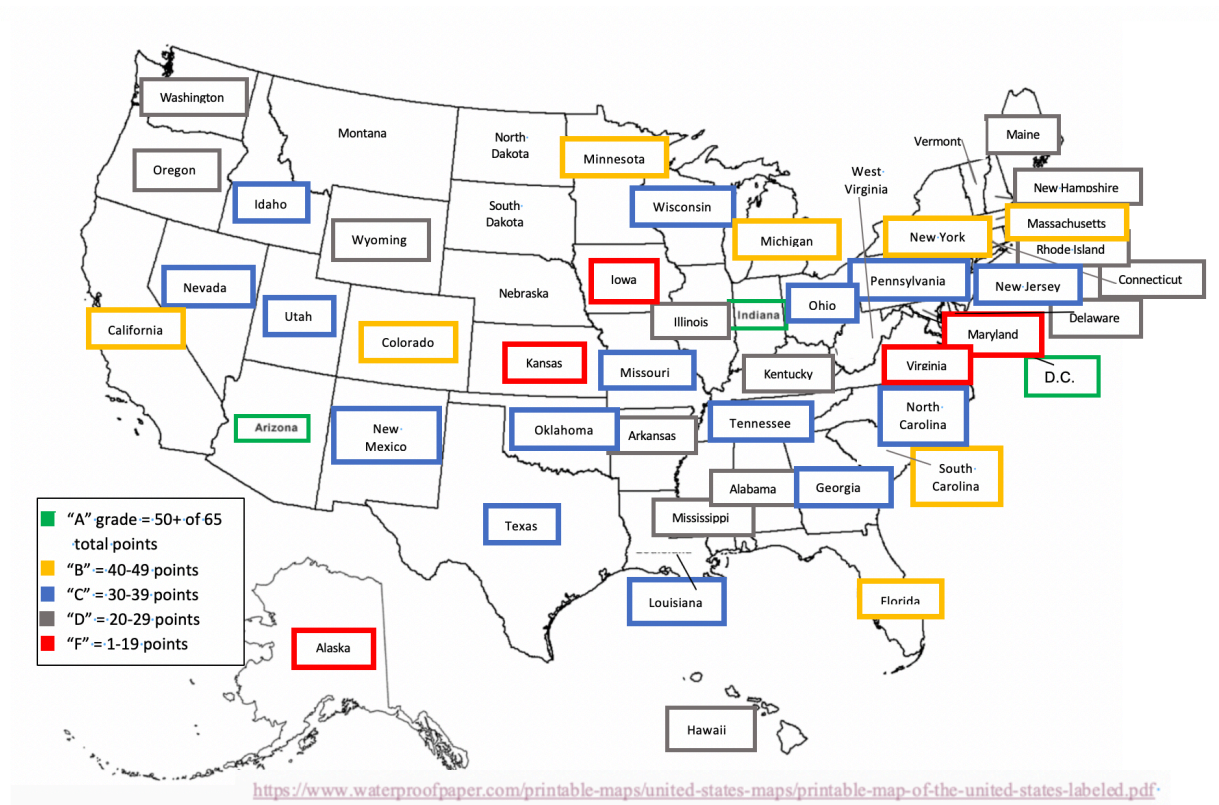 Washington
Oregon
Montana
Idaho
Wyoming
North
Dakota
South
Dakota
Nebraska
Minnesota
Wisconsin
Michigan
Iowa
Illinois
Indiana
Ohio
Vermont
Maine
West
Virginia
New Hampshire
Massachusetts
New York
Rhode Island
Connecticut
Pennsylvania
New Jersey
Delaware
Maryland
D.C.
Virginia
Nevada
Utah
California
Colorado
Kansas
Missouri
Kentucky
Arizona
New
Mexico
Oklahoma
Arkansas
Tennessee
North
Carolina
South
Carolina
Alabama
Georgia
Mississippi
Texas
Louisiana
Louisiana
Florida
Alaska
Hawaii
“A” grade = 50+ of 65
total points
“B” = 40-49 points
“C” = 30-39 points
“D” = 20-29 points
“F” = 1-19 points
https://www.waterproofpaper.com/printable-maps/united-states-maps/printable-map-of-the-united-states-labeled.pdf